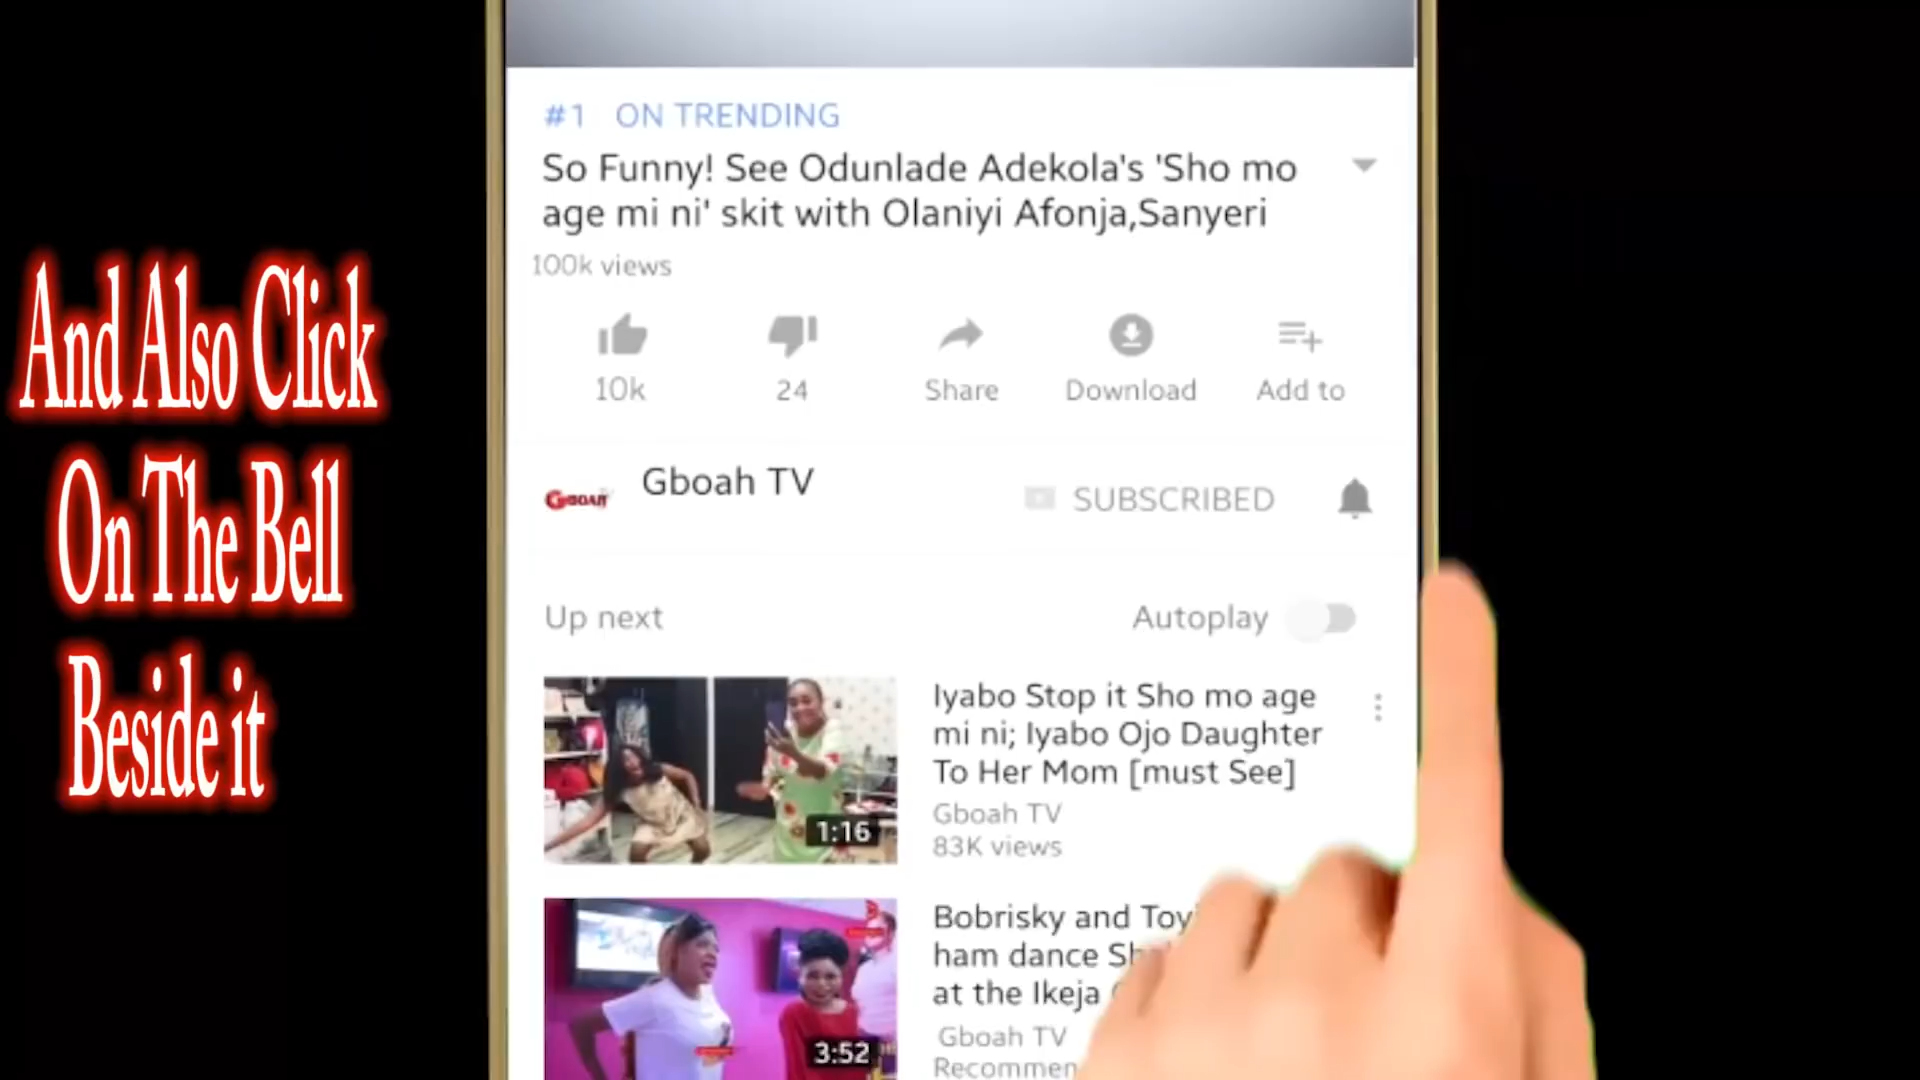 And Also Click
On The Bell
Beside it
#1 ON TRENDING
So Funny! See Odunlade Adekola's 'Sho mo
age mi ni' skit with Olaniyi Afonja,Sanyeri
100k views
10k
24
Share
Download
Add to
GBOAH
Gboah TV
SUBSCRIBED
Up next
Autoplay
1:16
Iyabo Stop it Sho mo age
mi ni; Iyabo Ojo Daughter
To Her Mom [must See]
Gboah TV
83K views
3:52
Bobrisky and Toy
ham dance Sh
at the Ikeja
Gboah TV
Recommen